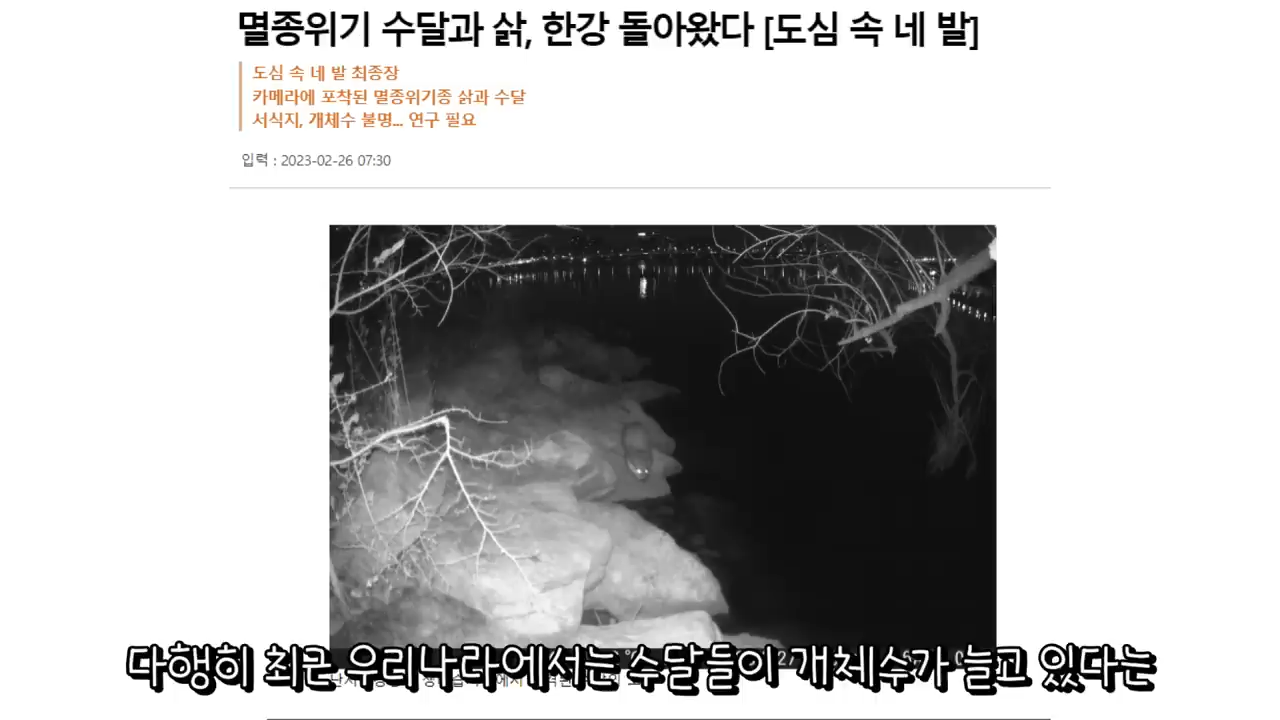 멸종위기 수달과 삵, 한강 돌아왔다 [도심 속 네 발]
도심 속 네 발 최종장
카메라에 포착된 멸종위기종 삵과 수달
서식지, 개체수 불명... 연구 필요
입력 : 2023-02-26 07:30
다행히 최근 우리나라에서는 수달들이 개체수가 늘고 있다는